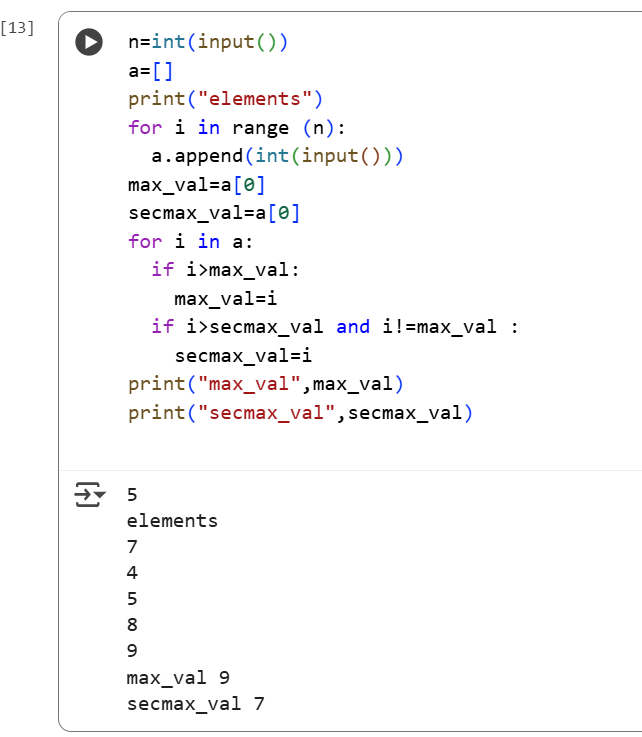 [13]
n=int(input())
a=[]
print("elements")
for i in range (n):
  a.append(int(input()))
max_val=a[0]
secmax_val=a[0]
for i in a:
  if i>max_val:
    max_val=i
  if i>secmax_val and i!=max_val :
    secmax_val=i
print("max_val",max_val)
print("secmax_val",secmax_val)
5
elements
7
4
5
8
9
max_val 9
secmax_val 7